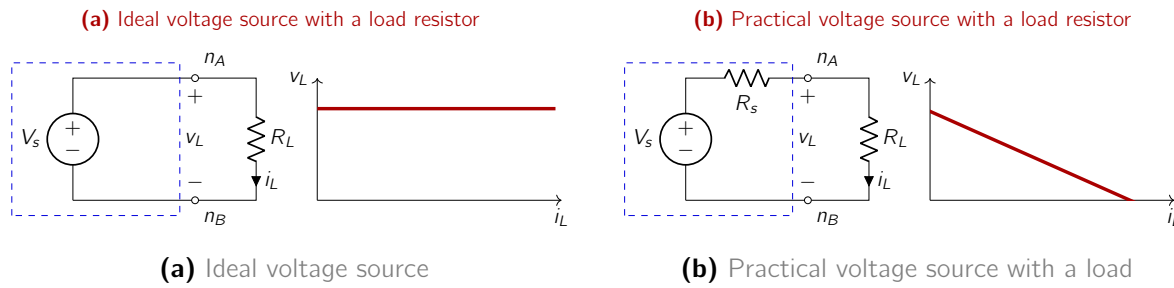 (a) Ideal voltage source with a load resistor
(b) Practical voltage source with a load resistor
n_A
+
V_s
+
−
v_L
R_L
−
i_L
n_B
v_L
i_L
n_A
R_s
+
V_s
+
−
v_L
R_L
−
i_L
n_B
v_L
i_L
(a) Ideal voltage source
(b) Practical voltage source with a load